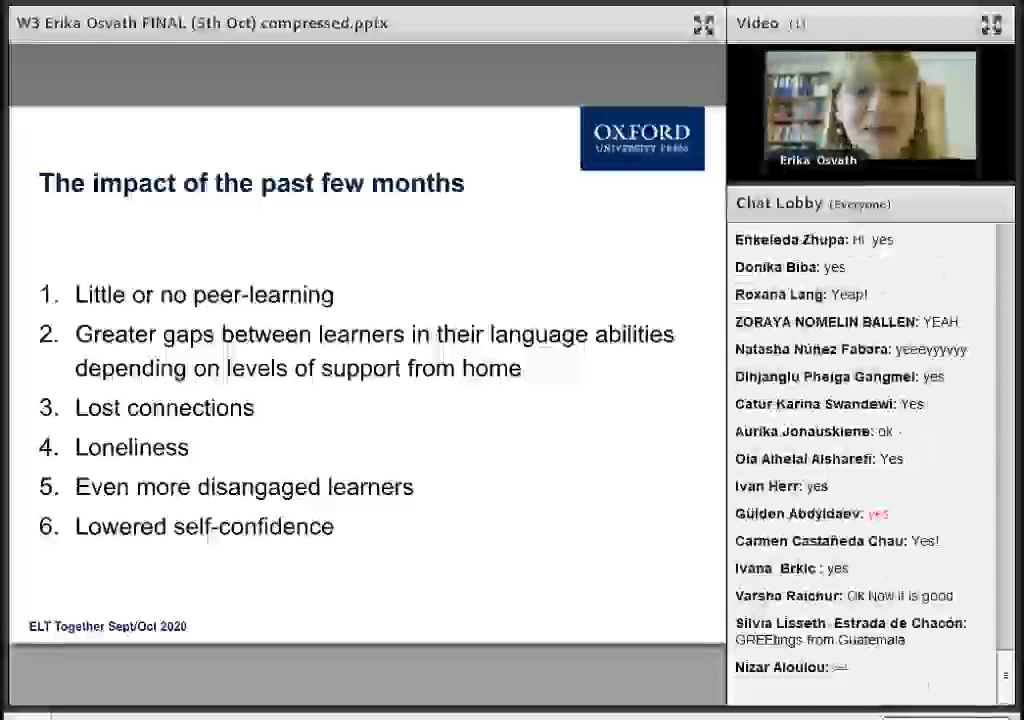 W3 Erika Osvath FINAL (5th Oct) compressed.pptx
OXFORD
UNIVERSITY PRESS
The impact of the past few months
1. Little or no peer-learning
2. Greater gaps between learners in their language abilities
depending on levels of support from home
3. Lost connections
4. Loneliness
5. Even more disangaged learners
6. Lowered self-confidence
ELT Together Sept/Oct 2020
Video (1)
Erika Osvath
Chat Lobby (Everyone)
Enkeleda Zhupa: Hi yes
Donika Biba: yes
Roxana Lang: Yeap!
ZORAYA NOMELIN BALLEN: YEAH
Natasha Núñez Fabara: yeeevyyyyy
Dihjanglu Pheiga Gangmei: yes
Catur Karina Swandewi: Yes
Aurika Jonauskiene: ok
Ola Alhelal Alsharefi: Yes
Ivan Herr: yes
Gülden Abdyldaev: yes
Carmen Castañeda Chau: Yes!
Ivana Brkic : yes
Varsha Raichur: Ok Now it is good
Silvia Lisseth Estrada de Chacón:
GREEtings from Guatemala
Nizar Aloulou: